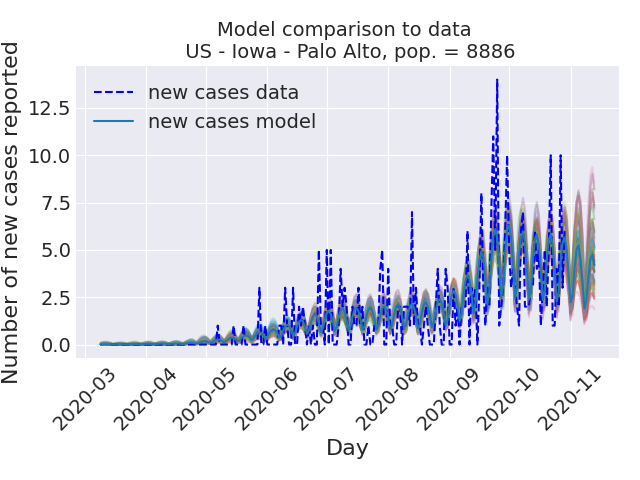 Model comparison to data
US - Iowa - Palo Alto, pop. = 8886
Number of new cases reported
new cases data
new cases model
12.5
10.0
7.5
5.0
2.5
0.0
2020-03
2020-04
2020-05
2020-06
2020-07
2020-08
2020-09
2020-10
2020-11
Day